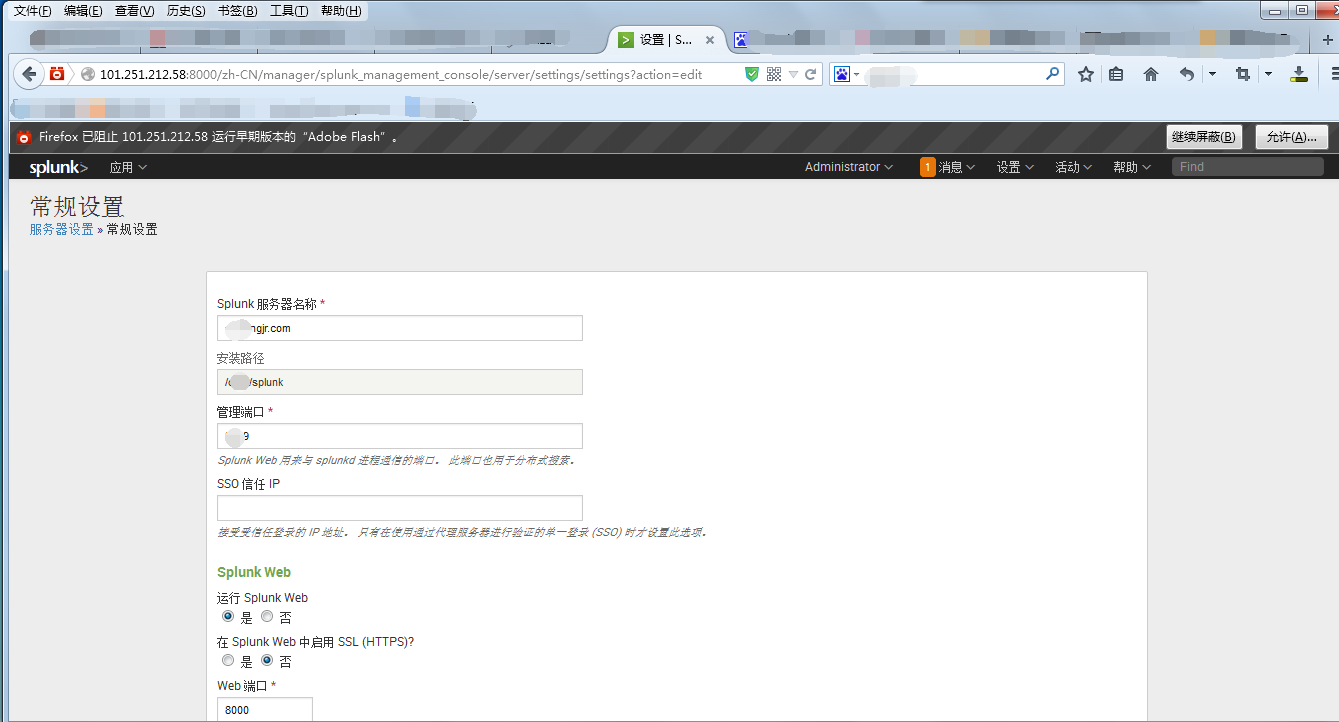 文件(F) 编辑(E) 查看(V) 历史(S) 书签(B) 工具(T) 帮助(H)
设置 | S...
101.251.212.58:8000/zh-CN/manager/splunk_management_console/server/settings/settings?action=edit
Firefox 已阻止 101.251.212.58 运行早期版本的“Adobe Flash”。 继续屏蔽(B) 允许(A)...
splunk> 应用 Administrator 1 消息 设置 活动 帮助 Find
常规设置
服务器设置 » 常规设置
Splunk 服务器名称 *
ngjr.com
安装路径
/splunk
管理端口 *
9
Splunk Web 用来与 splunkd 进程通信的端口。 此端口也用于分布式搜索。
SSO 信任 IP
接受受信任登录的 IP 地址。 只有在使用通过代理服务器进行验证的单一登录 (SSO) 时才设置此选项。
Splunk Web
运行 Splunk Web
是 否
在 Splunk Web 中启用 SSL (HTTPS)?
是 否
Web 端口 *
8000